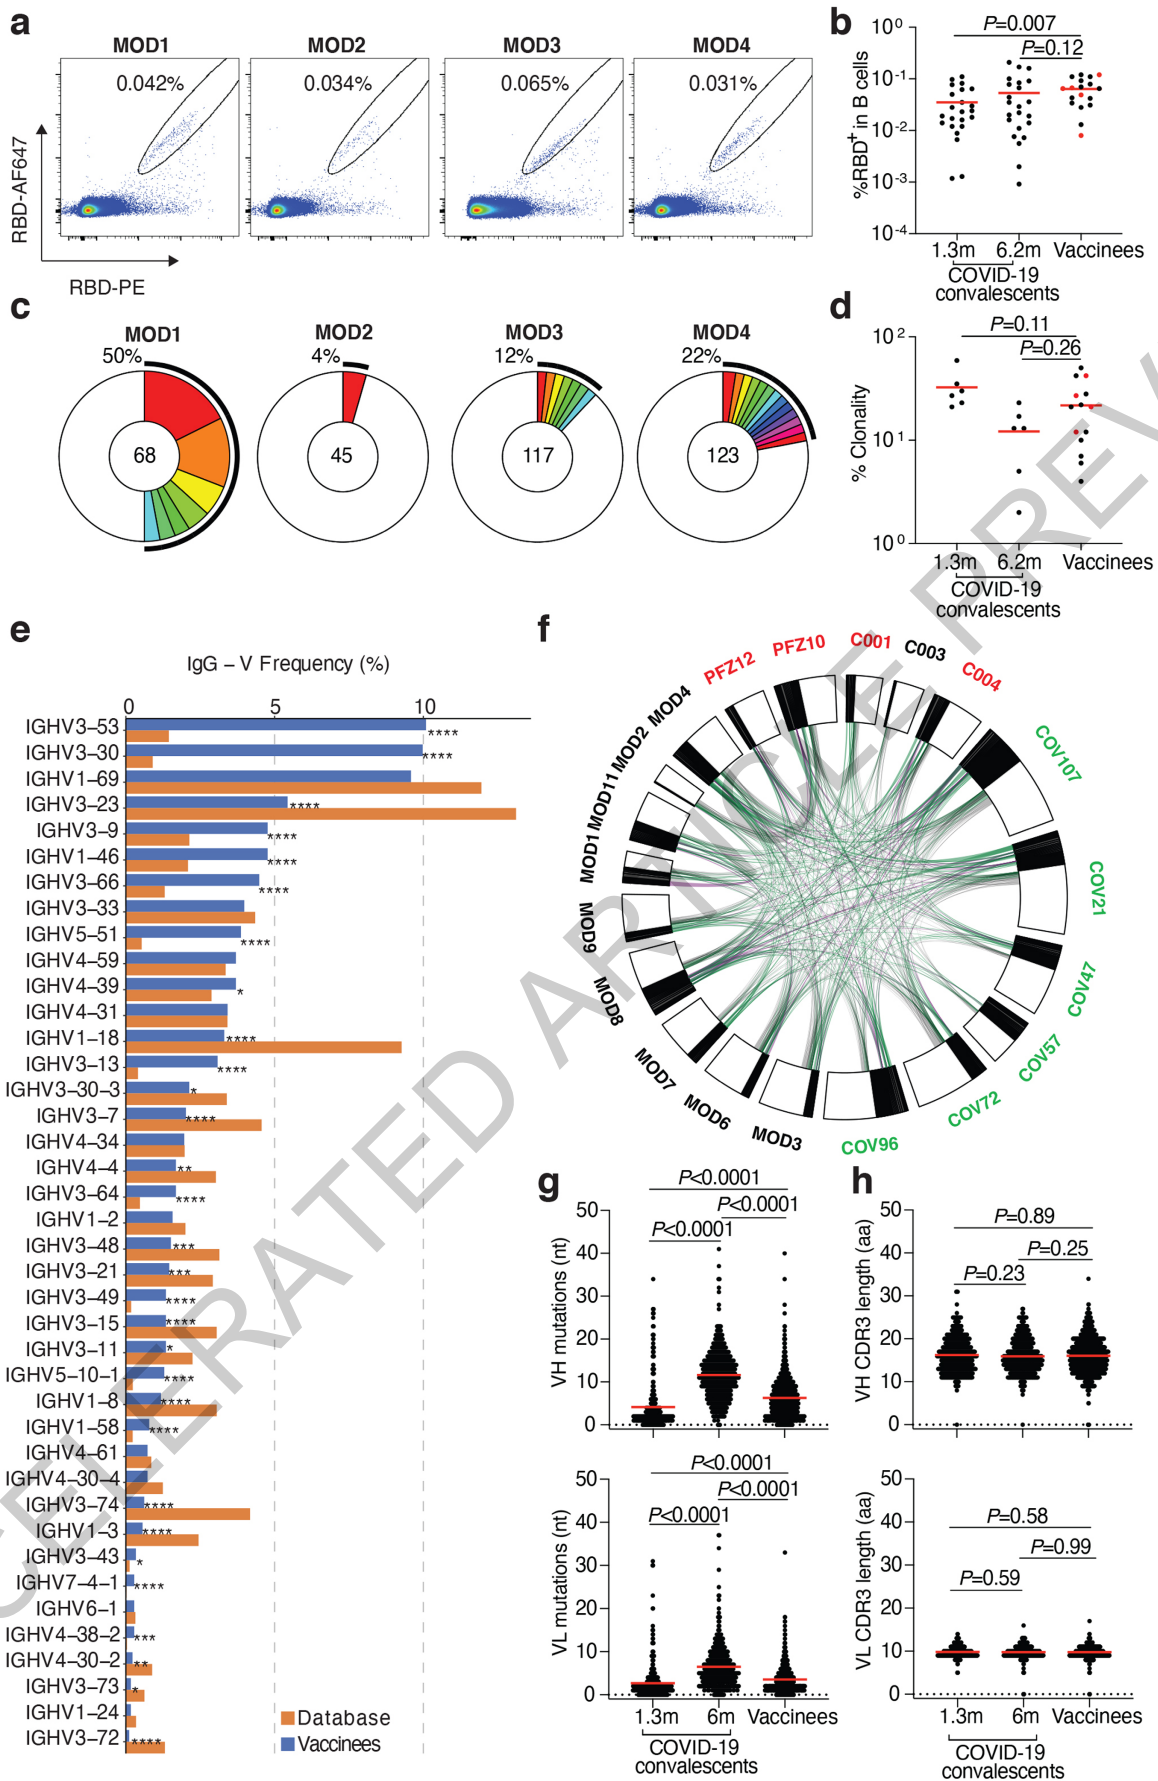 a
MOD1
MOD2
MOD3
MOD4
0.042%
0.034%
0.065%
0.031%
RBD-AF647
RBD-PE
b
P=0.007
P=0.12
%RBD+ in B cells
10^0
10^-1
10^-2
10^-3
10^-4
1.3m 6.2m Vaccinees
COVID-19
convalescents
c
MOD1
50%
68
MOD2
4%
45
MOD3
12%
117
MOD4
22%
123
d
P=0.11
P=0.26
% Clonality
10^2
10^1
10^0
1.3m 6.2m Vaccinees
COVID-19
convalescents
e
IgG – V Frequency (%)
0 5 10
IGHV3–53 ****
IGHV3–30 ****
IGHV1–69
IGHV3–23 ****
IGHV3–9 ****
IGHV1–46 ****
IGHV3–66 ****
IGHV3–33
IGHV5–51 ****
IGHV4–59
IGHV4–39 *
IGHV4–31
IGHV1–18 ****
IGHV3–13 ****
IGHV3–30–3 *
IGHV3–7 ****
IGHV4–34
IGHV4–4 **
IGHV3–64 ****
IGHV1–2
IGHV3–48 ***
IGHV3–21 ***
IGHV3–49 ****
IGHV3–15 ****
IGHV3–11 *
IGHV5–10–1 ****
IGHV1–8 ****
IGHV1–58 ****
IGHV4–61
IGHV4–30–4
IGHV3–74 ****
IGHV1–3 ****
IGHV3–43 *
IGHV7–4–1 ****
IGHV6–1
IGHV4–38–2 ***
IGHV4–30–2 **
IGHV3–73 *
IGHV1–24
IGHV3–72 ****
Database
Vaccinees
f
PFZ12
PFZ10
C001
C003
C004
COV107
COV21
COV47
COV57
COV72
COV96
MOD3
MOD6
MOD7
MOD8
MOD9
MOD1
MOD11
MOD2
MOD4
g
P<0.0001
P<0.0001
P<0.0001
VH mutations (nt)
50
40
30
20
10
0
P<0.0001
P<0.0001
P<0.0001
VL mutations (nt)
50
40
30
20
10
0
1.3m 6m Vaccinees
COVID-19
convalescents
h
P=0.89
P=0.25
P=0.23
VH CDR3 length (aa)
50
40
30
20
10
0
P=0.58
P=0.99
P=0.59
VL CDR3 length (aa)
50
40
30
20
10
0
1.3m 6m Vaccinees
COVID-19
convalescents
CELERATED ARTICLE PREV